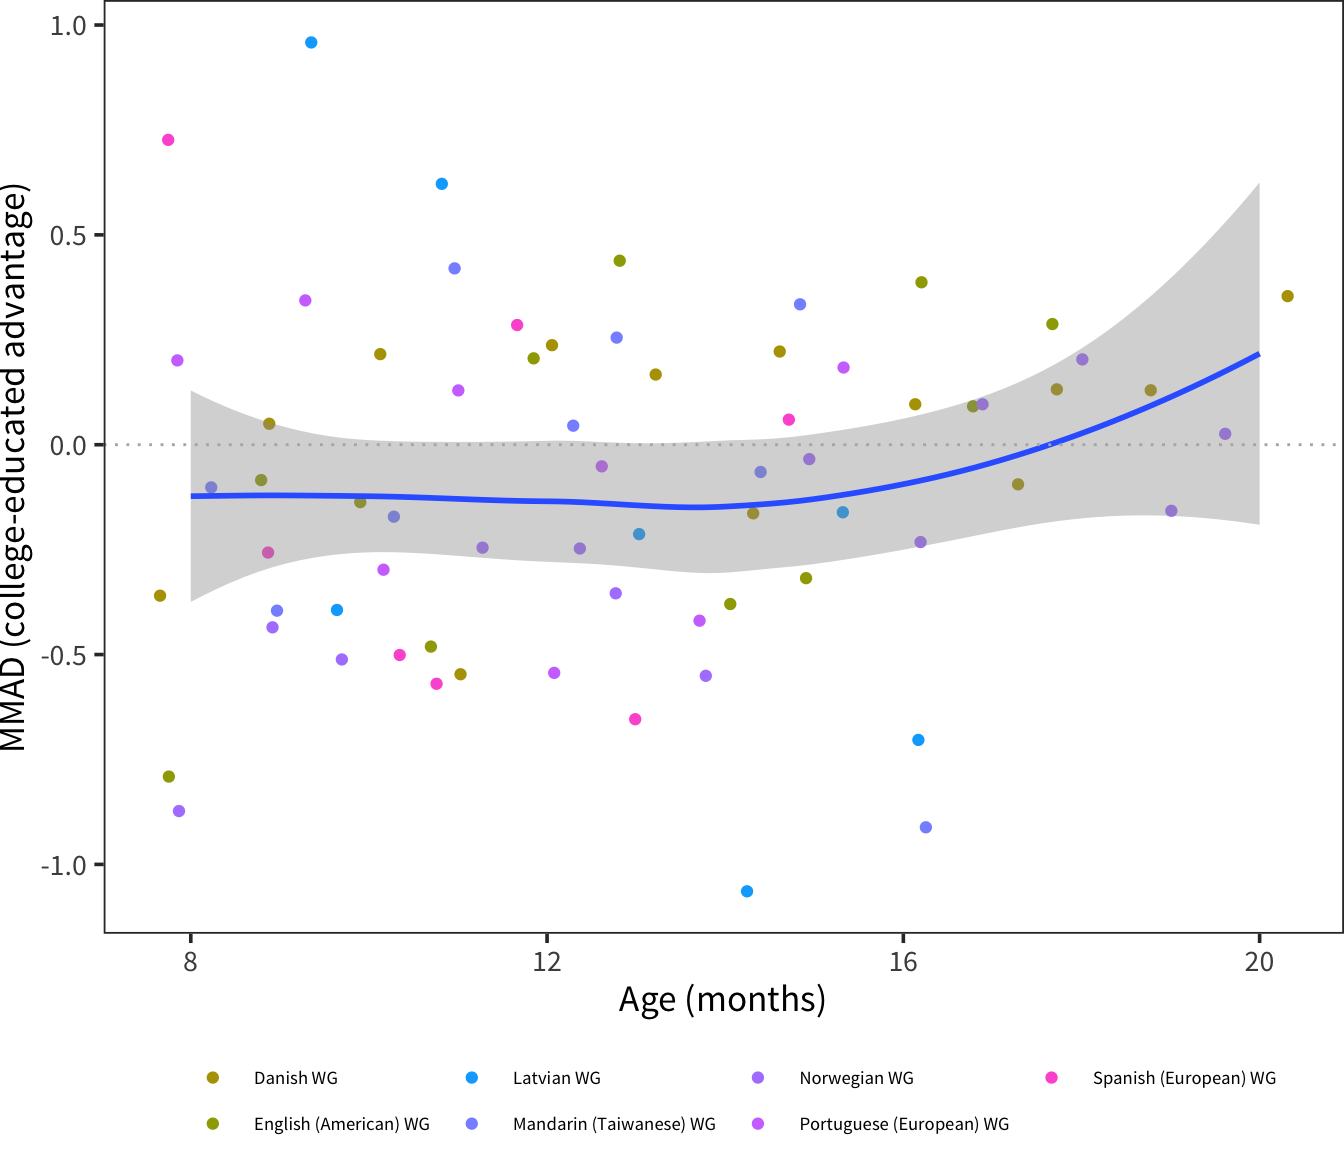 MMAD (college-educated advantage)
1.0
0.5
0.0
-0.5
-1.0
8 12 16 20
Age (months)
Danish WG Latvian WG Norwegian WG Spanish (European) WG
English (American) WG Mandarin (Taiwanese) WG Portuguese (European) WG